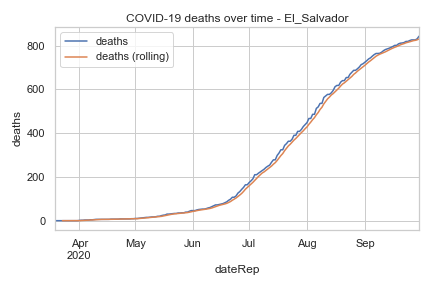 COVID-19 deaths over time - El_Salvador
deaths
deaths (rolling)
800
600
400
200
0
deaths
Apr
2020
May
Jun
Jul
Aug
Sep
dateRep